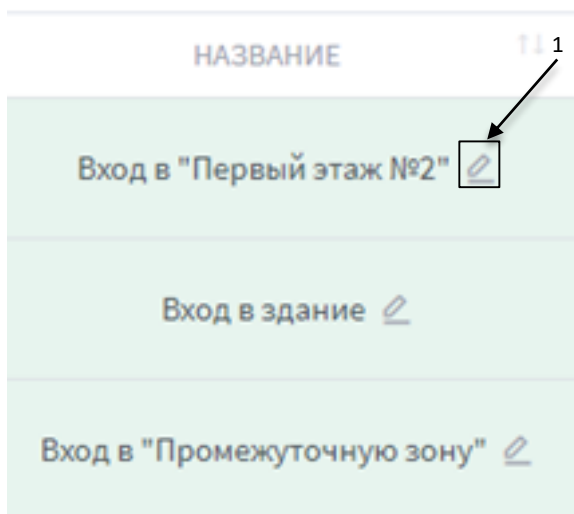 НАЗВАНИЕ
1
Вход в "Первый этаж №2"
Вход в здание
Вход в "Промежуточную зону"